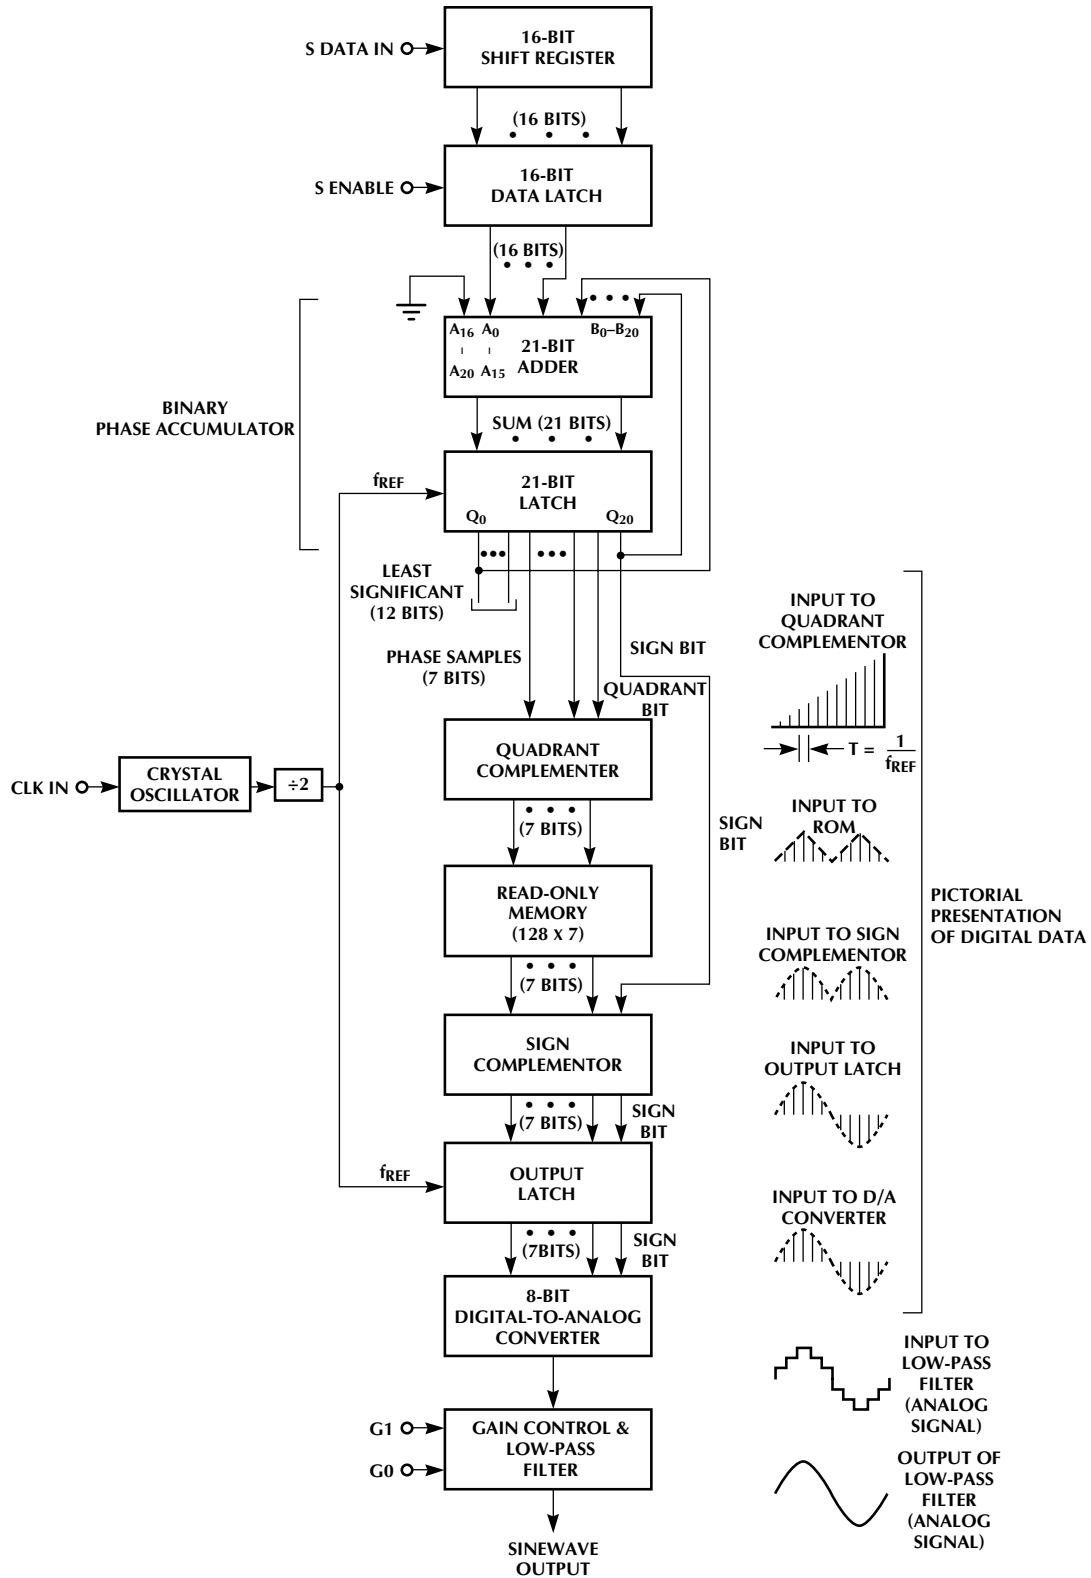 16-BIT
SHIFT REGISTER
S DATA IN
(16 BITS)
16-BIT
DATA LATCH
S ENABLE
(16 BITS)
A16 A0
B0–B20
21-BIT
ADDER
A20 A15
BINARY
PHASE ACCUMULATOR
SUM (21 BITS)
21-BIT
LATCH
fREF
Q0
Q20
LEAST
SIGNIFICANT
(12 BITS)
PHASE SAMPLES
(7 BITS)
SIGN BIT
QUADRANT
BIT
QUADRANT
COMPLEMENTER
CLK IN
CRYSTAL
OSCILLATOR
÷2
(7 BITS)
SIGN
BIT
READ-ONLY
MEMORY
(128 X 7)
(7 BITS)
SIGN
COMPLEMENTOR
(7 BITS)
SIGN
BIT
fREF
OUTPUT
LATCH
(7BITS)
SIGN
BIT
8-BIT
DIGITAL-TO-ANALOG
CONVERTER
G1
G0
GAIN CONTROL &
LOW-PASS
FILTER
SINEWAVE
OUTPUT
INPUT TO
QUADRANT
COMPLEMENTOR
T = 1
fREF
INPUT TO
ROM
INPUT TO SIGN
COMPLEMENTOR
INPUT TO
OUTPUT LATCH
INPUT TO D/A
CONVERTER
PICTORIAL
PRESENTATION
OF DIGITAL DATA
INPUT TO
LOW-PASS
FILTER
(ANALOG
SIGNAL)
OUTPUT OF
LOW-PASS
FILTER
(ANALOG
SIGNAL)